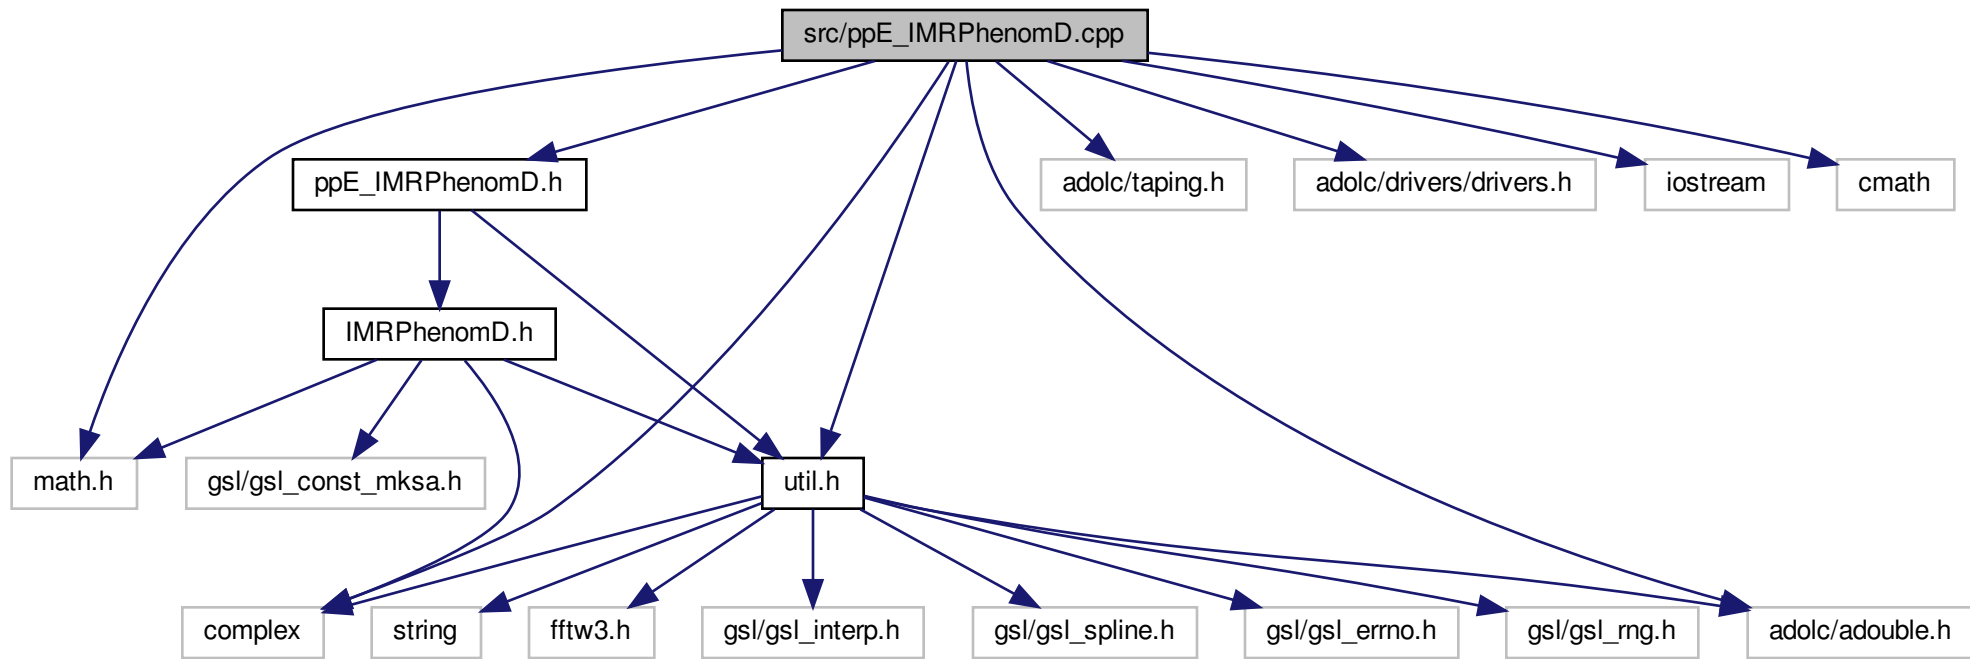 src/ppE_IMRPhenomD.cpp
ppE_IMRPhenomD.h
adolc/taping.h
adolc/drivers/drivers.h
iostream
cmath
IMRPhenomD.h
math.h
gsl/gsl_const_mksa.h
util.h
complex
string
fftw3.h
gsl/gsl_interp.h
gsl/gsl_spline.h
gsl/gsl_errno.h
gsl/gsl_rng.h
adolc/adouble.h